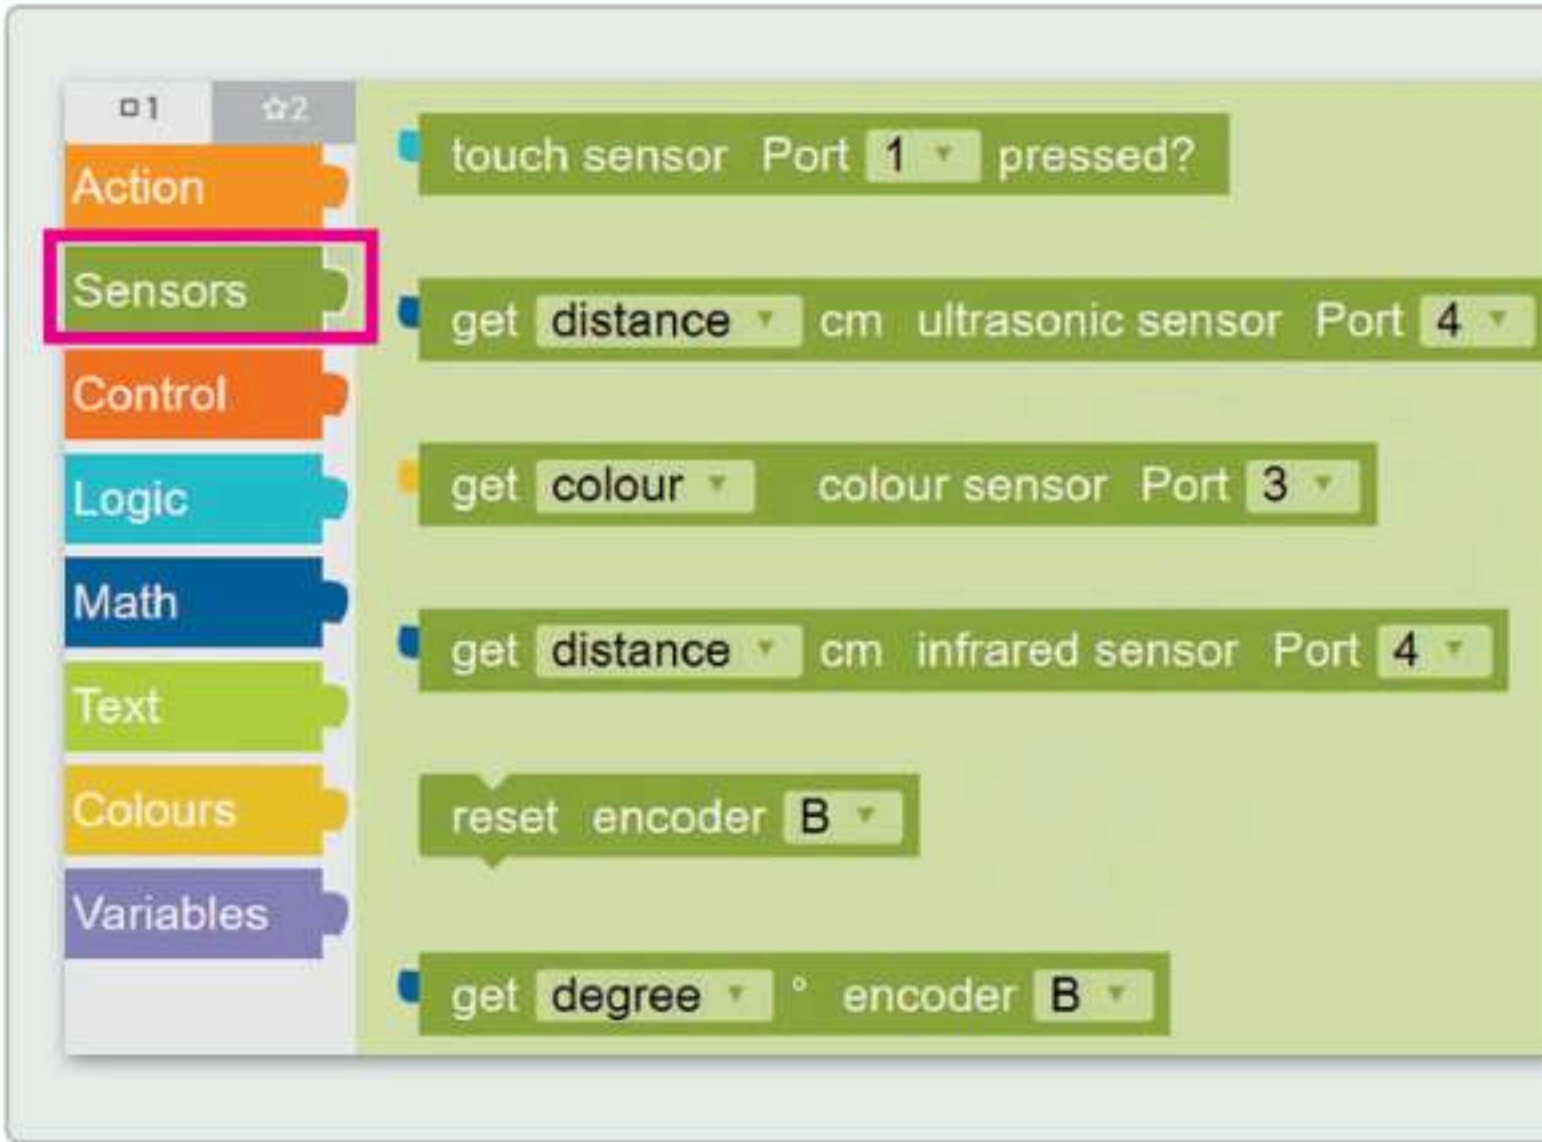 1 2
Action
Sensors
Control
Logic
Math
Text
Colours
Variables
touch sensor Port 1 pressed?
get distance cm ultrasonic sensor Port 4
get colour colour sensor Port 3
get distance cm infrared sensor Port 4
reset encoder B
get degree ° encoder B